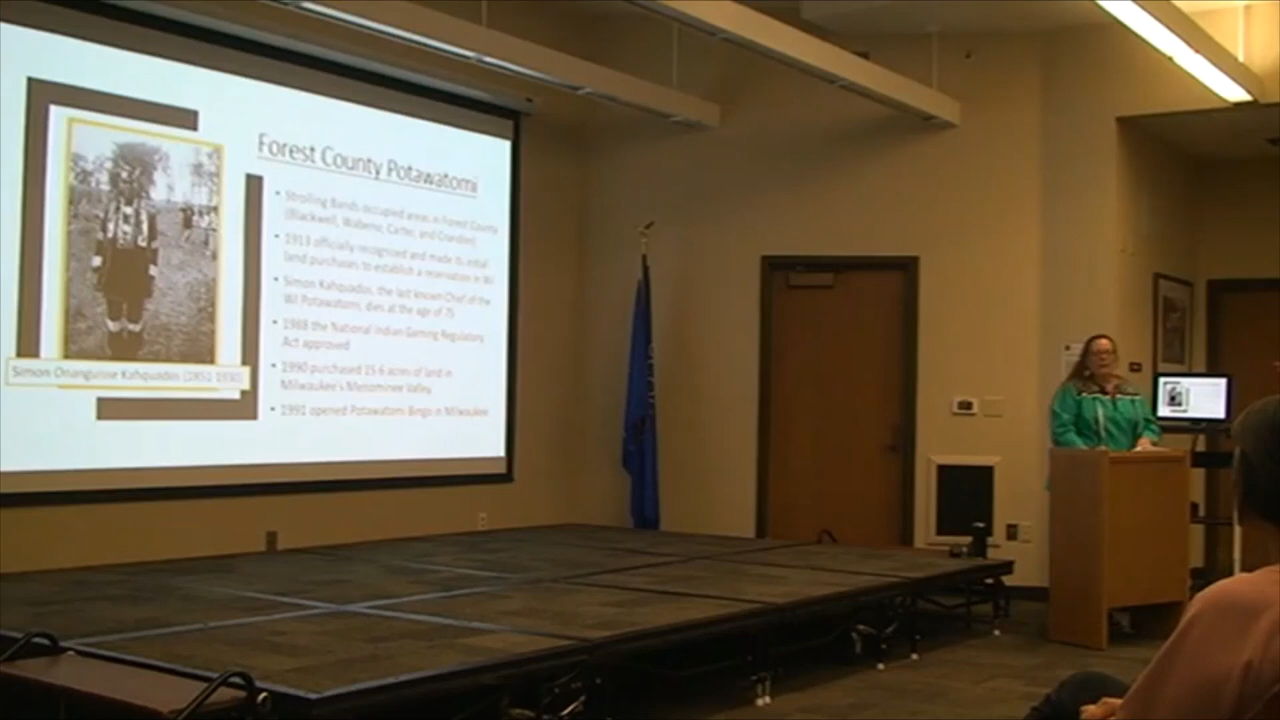 Forest County Potawatomi
• Strolling Bands occupied areas in Forest County
(Blackwell, Wabeno, Carter, and Crandon)
• 1913 officially recognized and made its initial
land purchases to establish a reservation in WI
• Simon Kahquados, the last known Chief of the
WI Potawatomi, dies at the age of 75
• 1988 the National Indian Gaming Regulatory
Act approved
• 1990 purchased 15.6 acres of land in
Milwaukee's Menominee Valley
• 1991 opened Potawatomi Bingo in Milwaukee
Simon Onanguisse Kahquados (1851-1930)